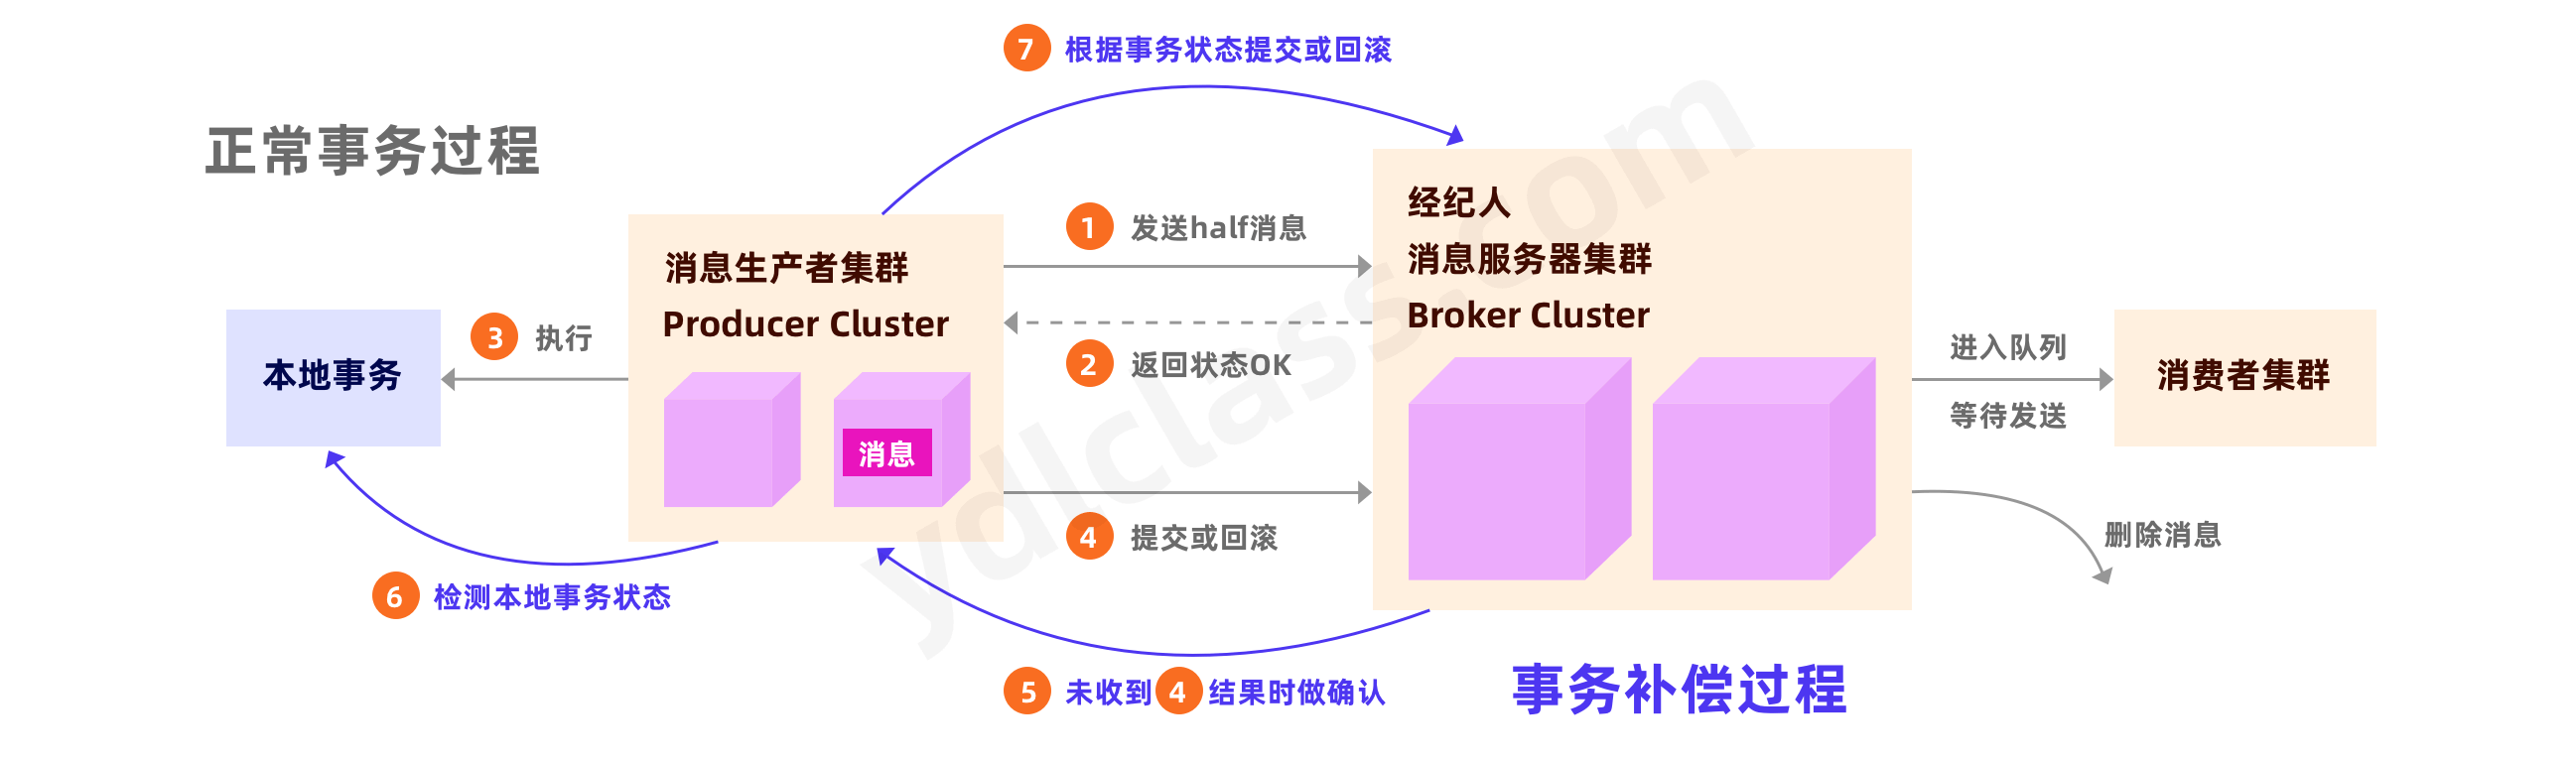 7 根据事务状态提交或回滚
正常事务过程
经纪人
消息服务器集群
Broker Cluster
1 发送half消息
消息生产者集群
Producer Cluster
3 执行
本地事务
2 返回状态OK
进入队列
等待发送
消费者集群
消息
4 提交或回滚
删除消息
6 检测本地事务状态
5 未收到 4 结果时做确认
事务补偿过程
ydlclass.com